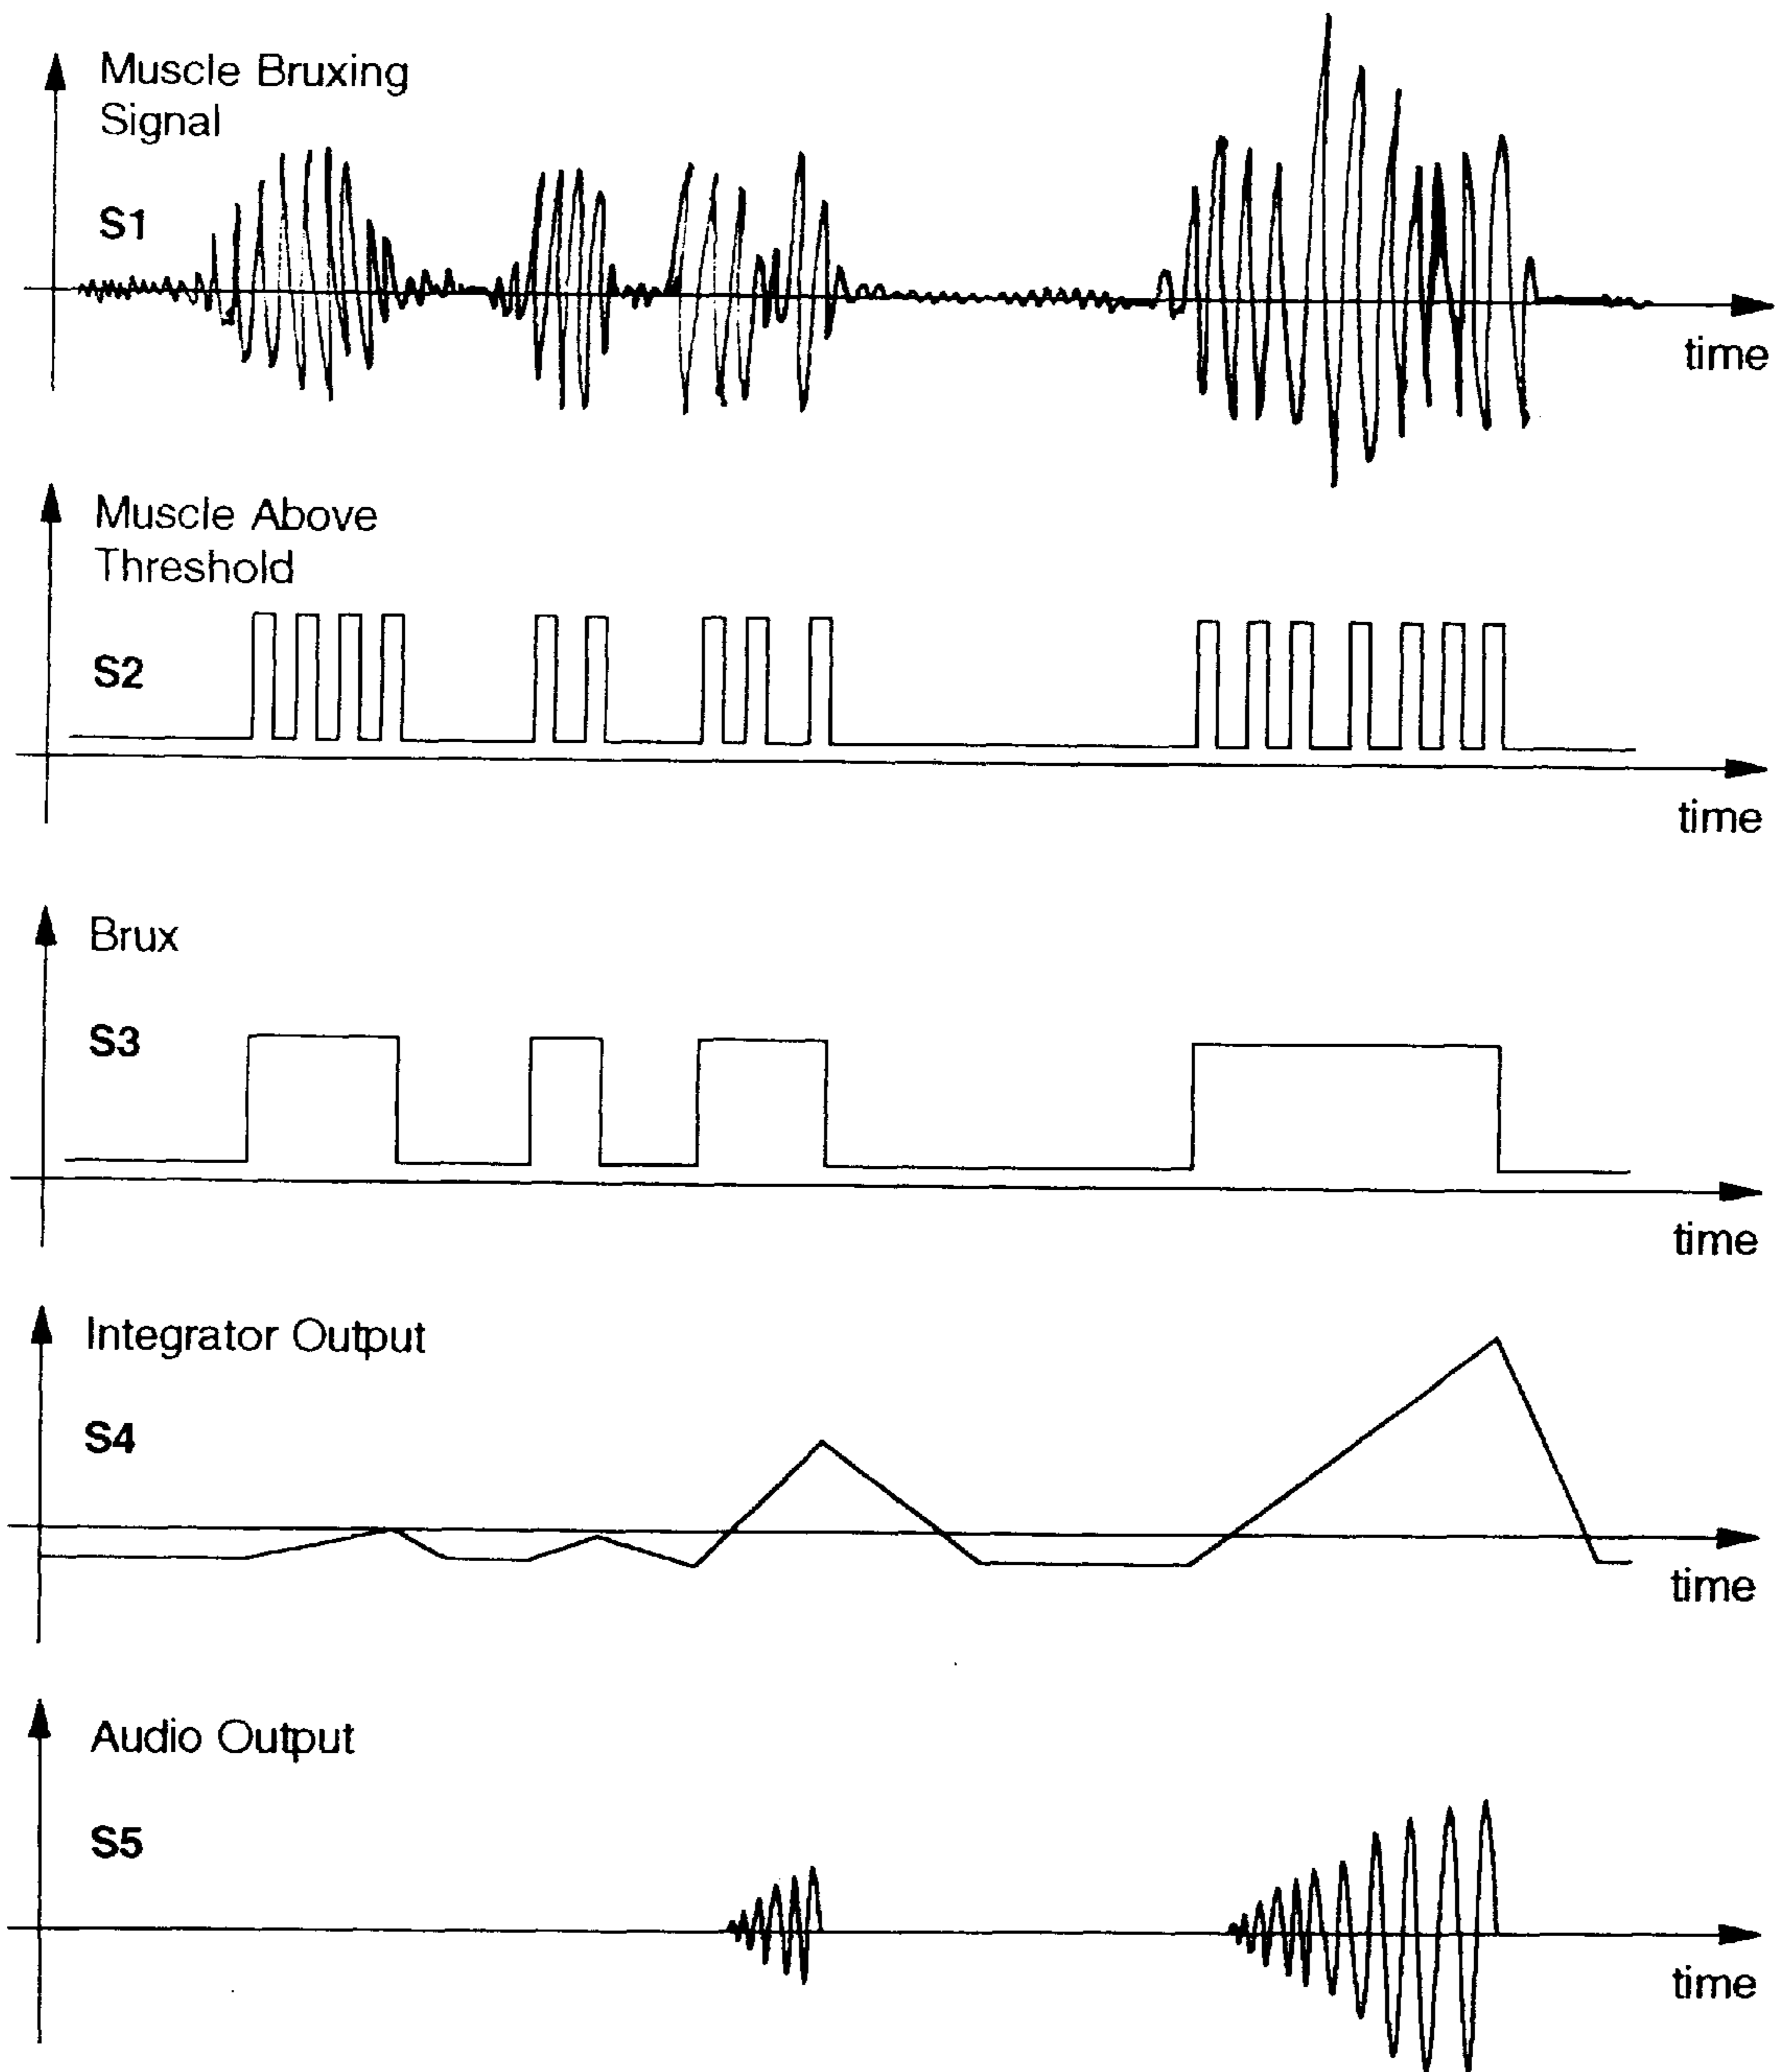 Muscle Bruxing
Signal
S1
time
Muscle Above
Threshold
S2
time
Brux
S3
time
Integrator Output
S4
time
Audio Output
S5
time